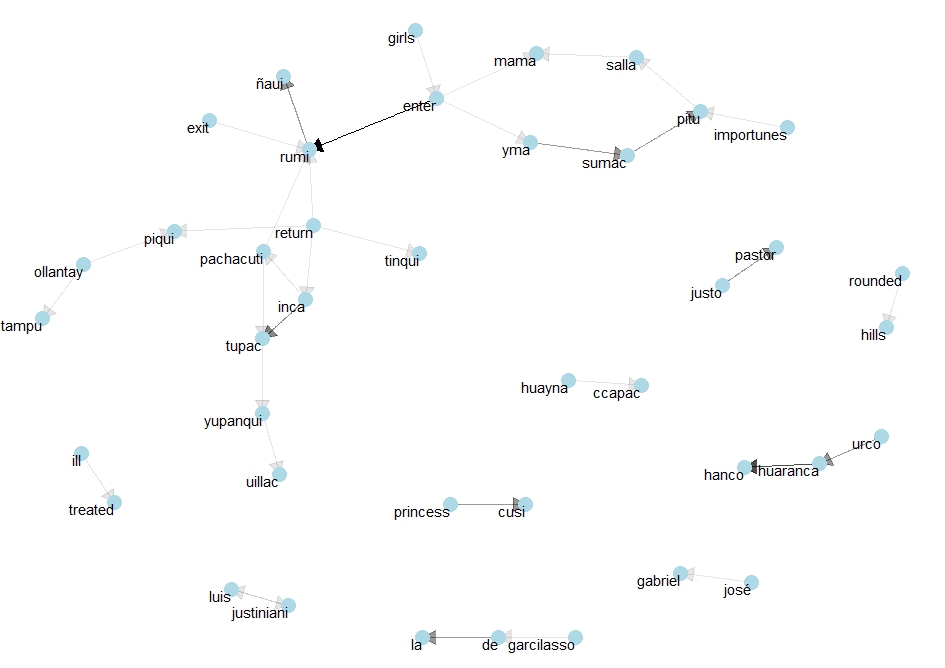 girls
mama
salla
ñaui
enter
pitu
importunes
exit
rumi
yma
sumac
piqui
return
pachacuti
tinqui
pastor
ollantay
justo
rounded
inca
tampu
hills
tupac
huayna
ccapac
yupanqui
urco
ill
hanco
huaranca
uillac
treated
princess
cusi
gabriel
josé
luis
justiniani
la
de
garcilasso